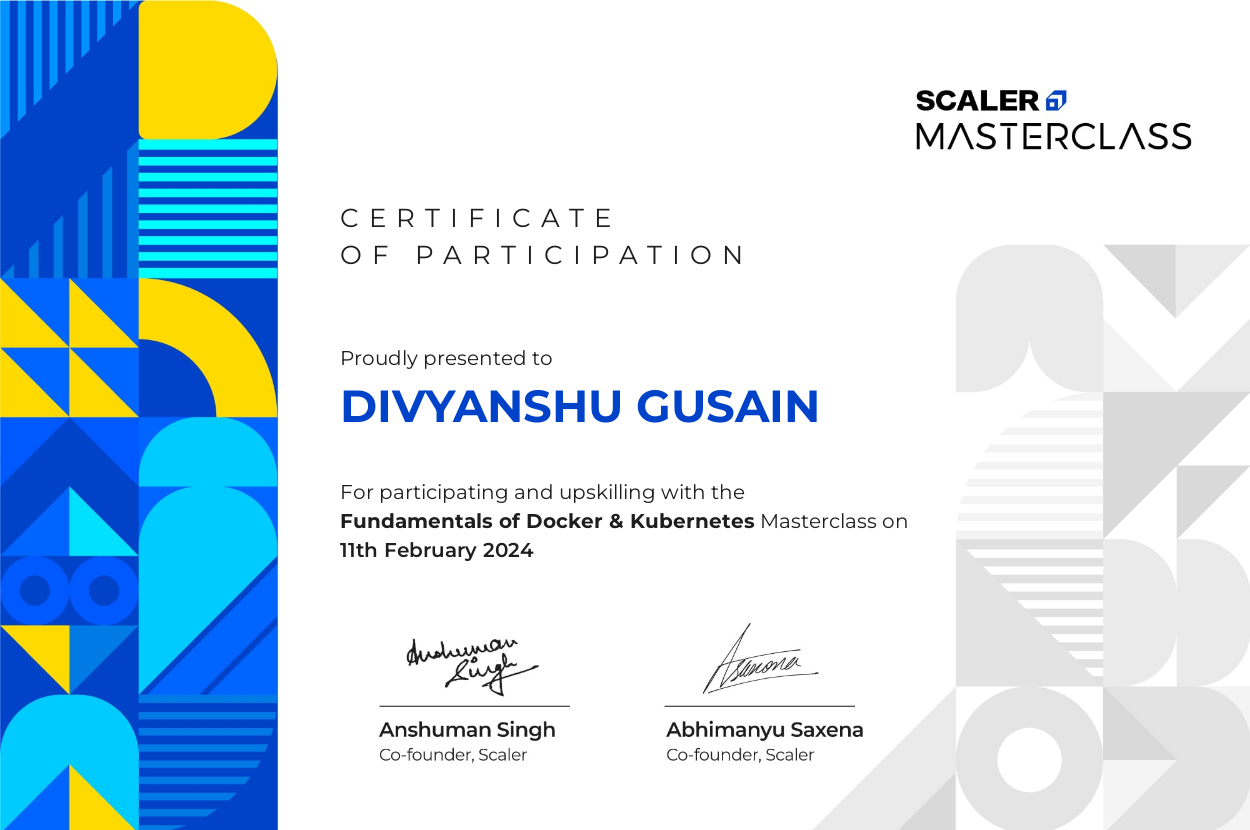 SCALER
MASTERCLASS
CERTIFICATE
OF PARTICIPATION
Proudly presented to
DIVYANSHU GUSAIN
For participating and upskilling with the
Fundamentals of Docker & Kubernetes Masterclass on
11th February 2024
Anshuman
Singh
Asaxena
Anshuman Singh
Co-founder, Scaler
Abhimanyu Saxena
Co-founder, Scaler